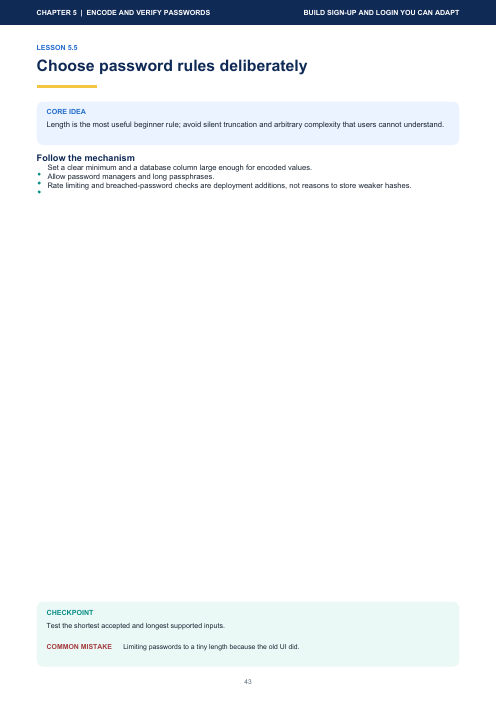 CHAPTER 5 | ENCODE AND VERIFY PASSWORDS
BUILD SIGN-UP AND LOGIN YOU CAN ADAPT
LESSON 5.5
Choose password rules deliberately
CORE IDEA
Length is the most useful beginner rule; avoid silent truncation and arbitrary complexity that users cannot understand.
Follow the mechanism
Set a clear minimum and a database column large enough for encoded values.
Allow password managers and long passphrases.
Rate limiting and breached-password checks are deployment additions, not reasons to store weaker hashes.
CHECKPOINT
Test the shortest accepted and longest supported inputs.
COMMON MISTAKE Limiting passwords to a tiny length because the old UI did.
43